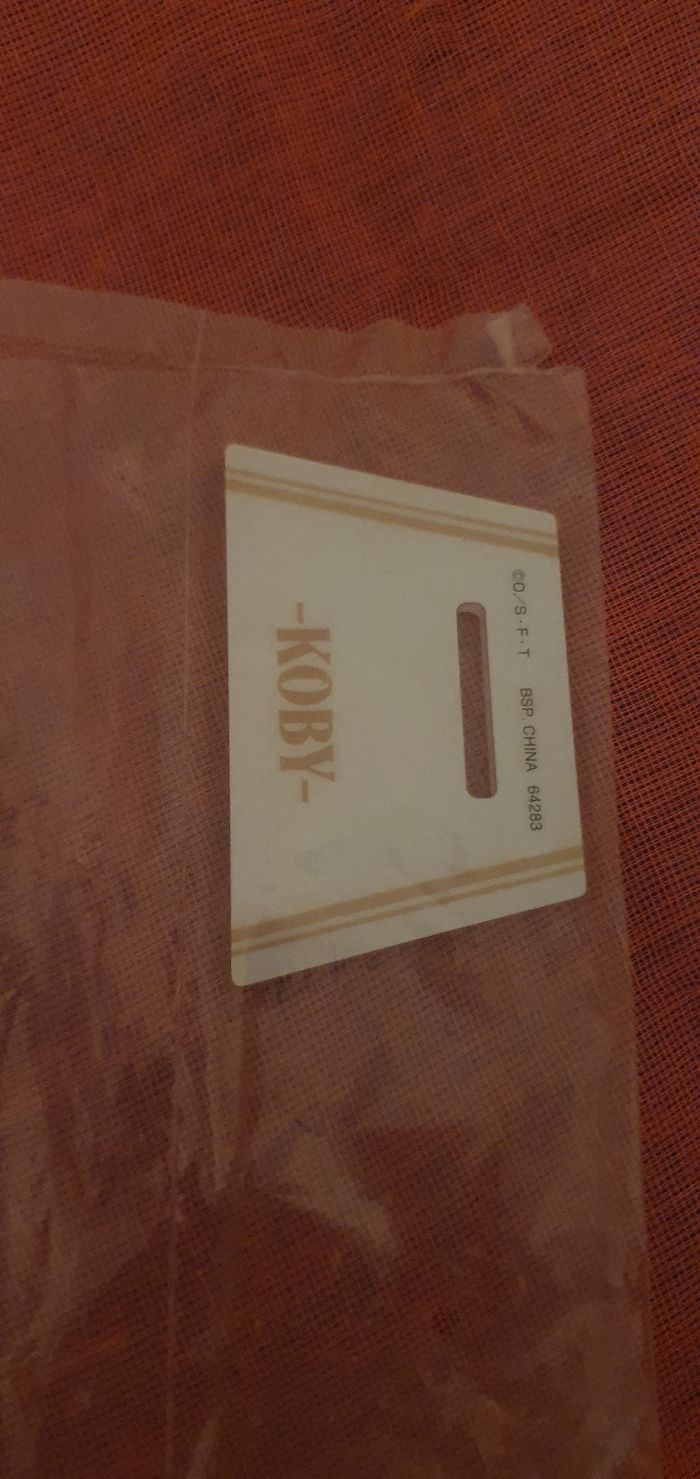 ©O／S・F・T BSP. CHINA 64283
-KOBY-